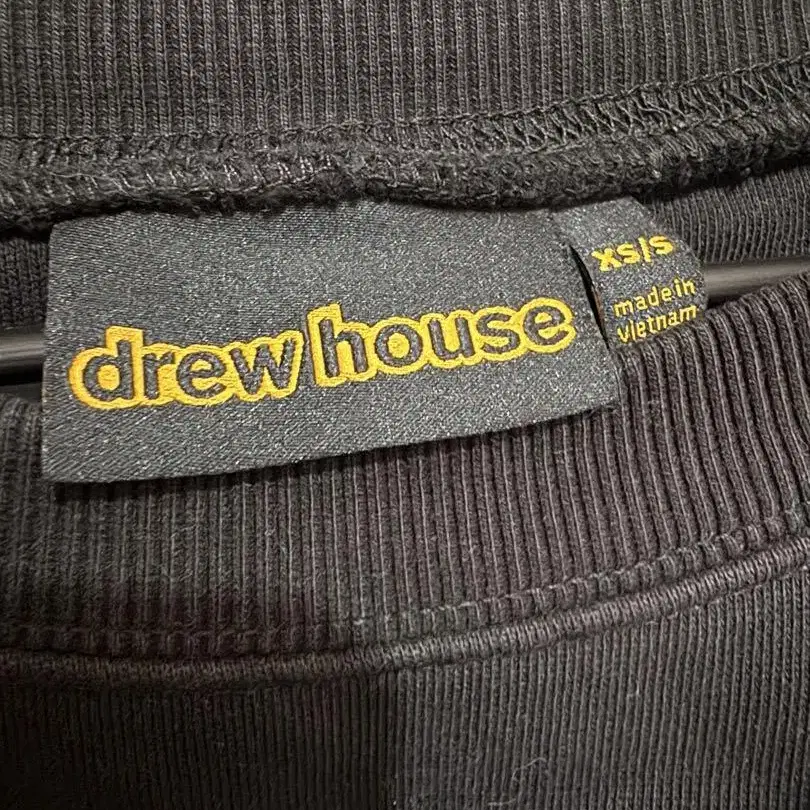 drew house
xs/s
made in
vietnam